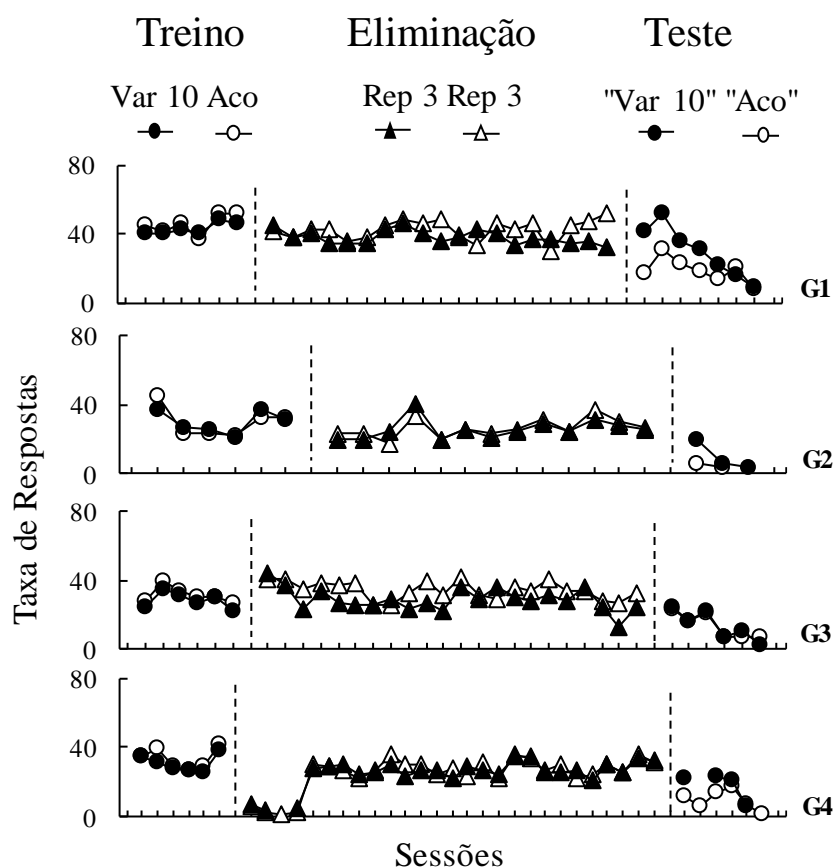 Treino Eliminação Teste
Var 10 Aco Rep 3 Rep 3 "Var 10" "Aco"
80
40
0
G1
80
40
0
G2
80
40
0
G3
80
40
0
G4
Taxa de Respostas
Sessões